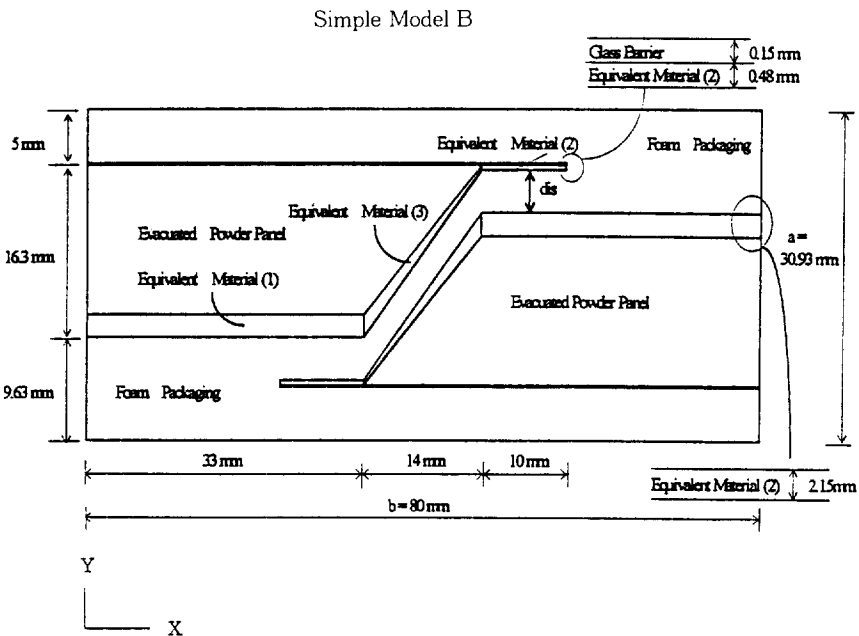 Simple Model B
Glass Barrier
0.15 mm
Equivalent Material (2)
0.48 mm
5 mm
Equivalent Material (2)
Foam Packaging
dis
Equivalent Material (3)
Evacuated Powder Panel
16.3 mm
a =
30.93 mm
Equivalent Material (1)
Evacuated Powder Panel
9.63 mm
Foam Packaging
33 mm
14 mm
10 mm
Equivalent Material (2)
2.15mm
b = 80 mm
Y
X